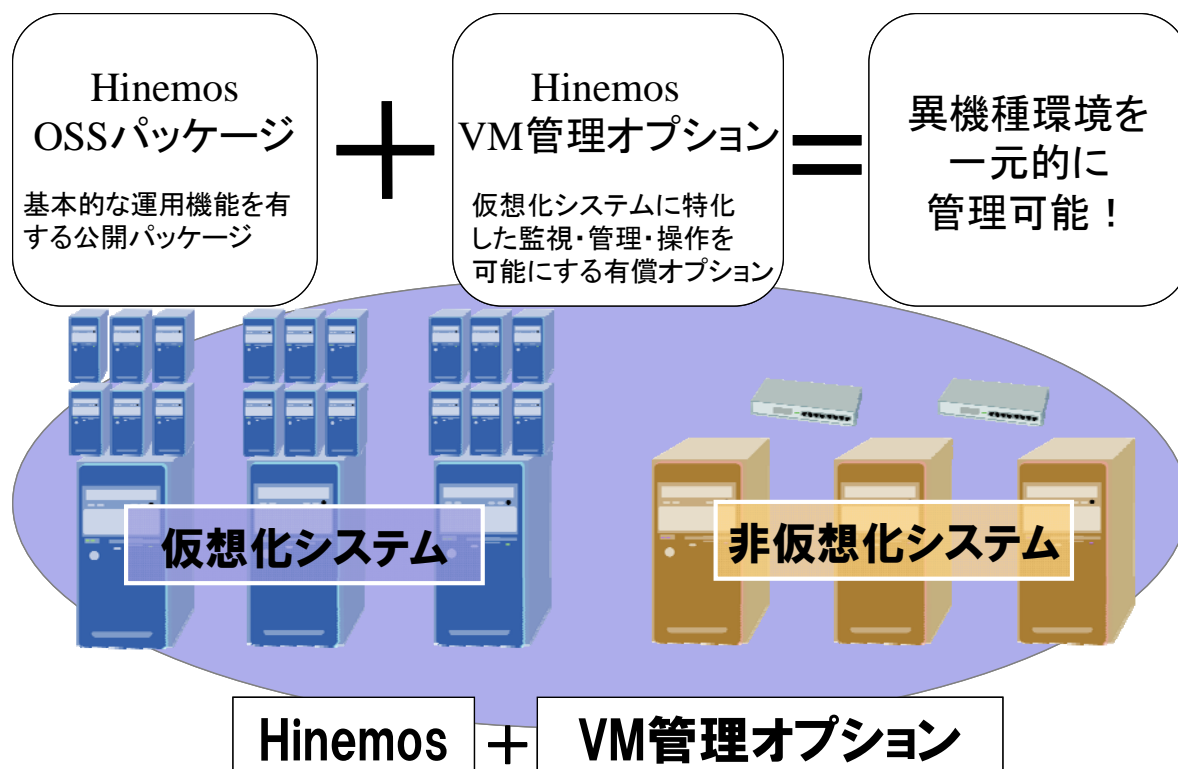 Hinemos
OSSパッケージ
基本的な運用機能を有
する公開パッケージ
+
Hinemos
VM管理オプション
仮想化システムに特化
した監視・管理・操作を
可能にする有償オプション
=
異機種環境を
一元的に
管理可能！
仮想化システム
非仮想化システム
Hinemos + VM管理オプション